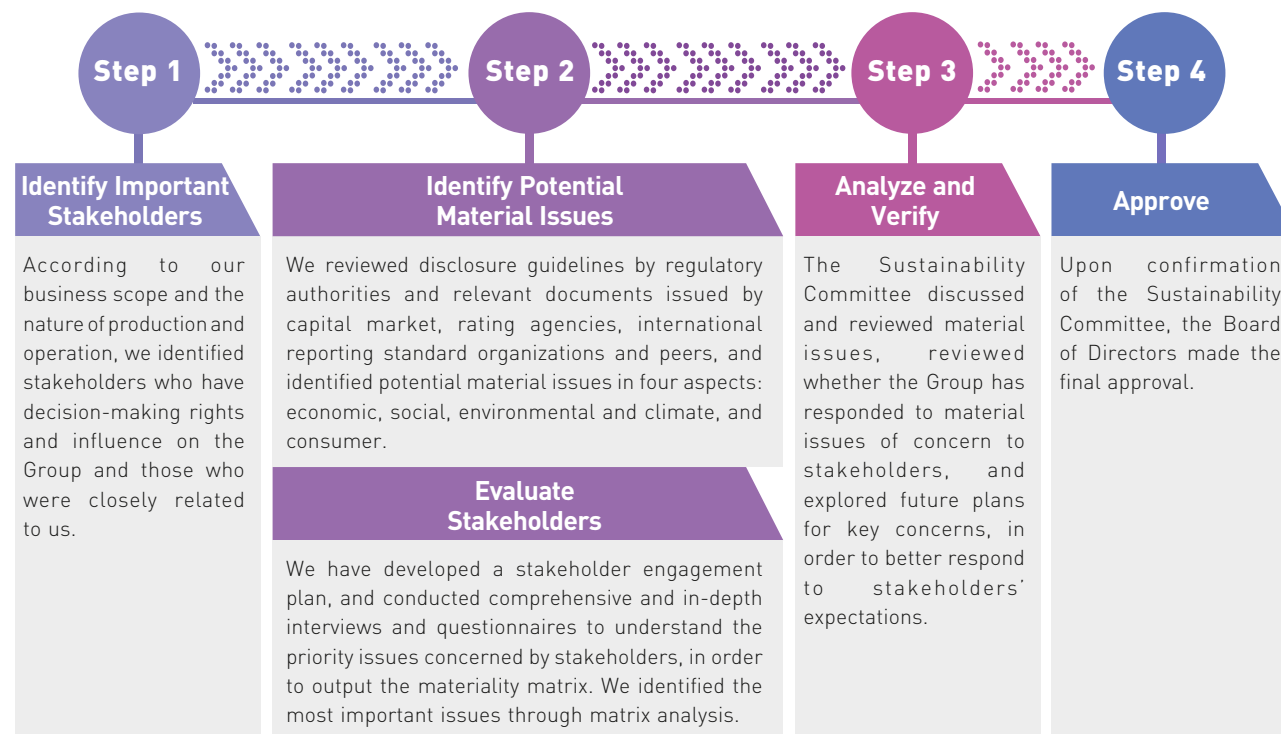 Step 1
Step 2
Step 3
Step 4
Identify Important
Stakeholders
According to our
business scope and the
nature of production and
operation, we identified
stakeholders who have
decision-making rights
and influence on the
Group and those who
were closely related
to us.
Identify Potential
Material Issues
We reviewed disclosure guidelines by regulatory
authorities and relevant documents issued by
capital market, rating agencies, international
reporting standard organizations and peers, and
identified potential material issues in four aspects:
economic, social, environmental and climate, and
consumer.
Evaluate
Stakeholders
We have developed a stakeholder engagement
plan, and conducted comprehensive and in-depth
interviews and questionnaires to understand the
priority issues concerned by stakeholders, in order
to output the materiality matrix. We identified the
most important issues through matrix analysis.
Analyze and
Verify
The Sustainability
Committee discussed
and reviewed material
issues, reviewed
whether the Group has
responded to material
issues of concern to
stakeholders, and
explored future plans
for key concerns, in
order to better respond
to stakeholders'
expectations.
Approve
Upon confirmation
of the Sustainability
Committee, the Board
of Directors made the
final approval.